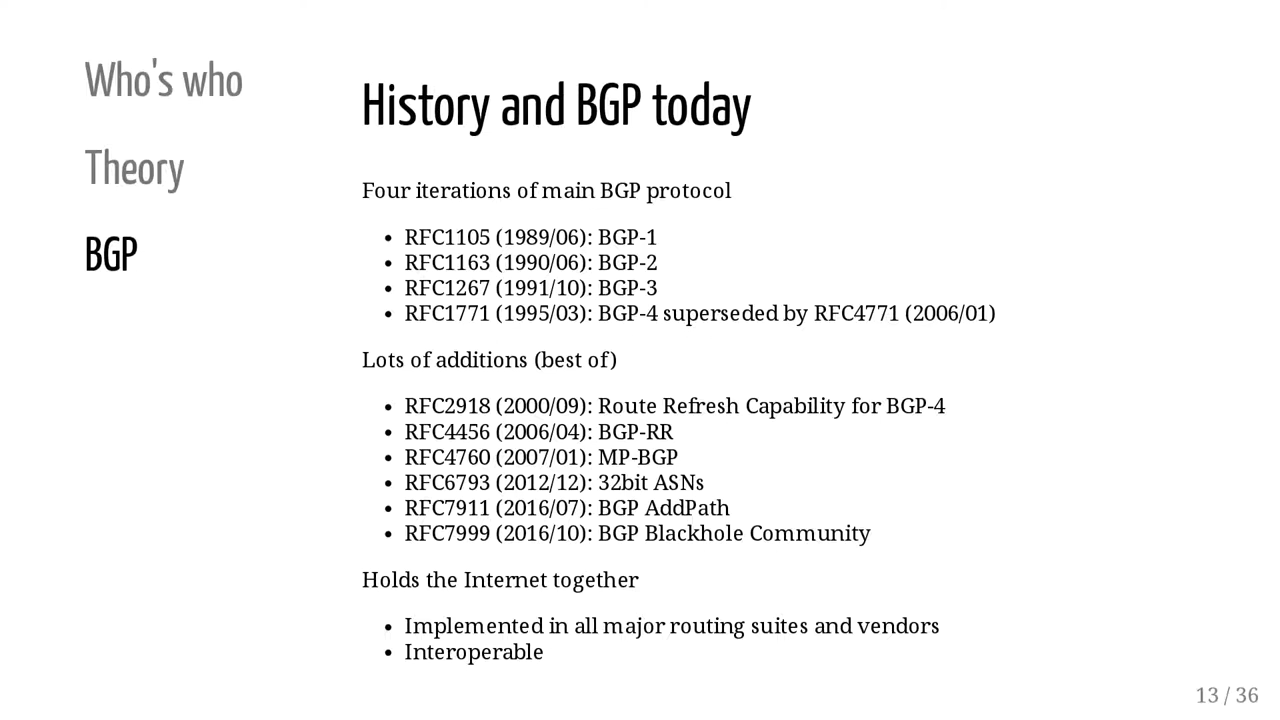 Who's who
Theory
BGP
History and BGP today
Four iterations of main BGP protocol
• RFC1105 (1989/06): BGP-1
• RFC1163 (1990/06): BGP-2
• RFC1267 (1991/10): BGP-3
• RFC1771 (1995/03): BGP-4 superseded by RFC4771 (2006/01)
Lots of additions (best of)
• RFC2918 (2000/09): Route Refresh Capability for BGP-4
• RFC4456 (2006/04): BGP-RR
• RFC4760 (2007/01): MP-BGP
• RFC6793 (2012/12): 32bit ASNs
• RFC7911 (2016/07): BGP AddPath
• RFC7999 (2016/10): BGP Blackhole Community
Holds the Internet together
• Implemented in all major routing suites and vendors
• Interoperable
13 / 36